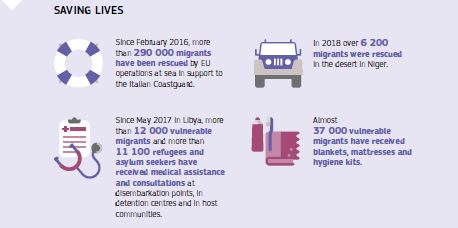 SAVING LIVES
Since February 2016, more
than 290 000 migrants
have been rescued by EU
operations at sea in support to
the Italian Coastguard.
In 2018 over 6 200
migrants were rescued
in the desert in Niger.
Since May 2017 in Libya, more
than 12 000 vulnerable
migrants and more than
11 100 refugees and
asylum seekers have
received medical assistance
and consultations at
disembarkation points, in
detention centres and in host
communities.
Almost
37 000 vulnerable
migrants have received
blankets, mattresses and
hygiene kits.